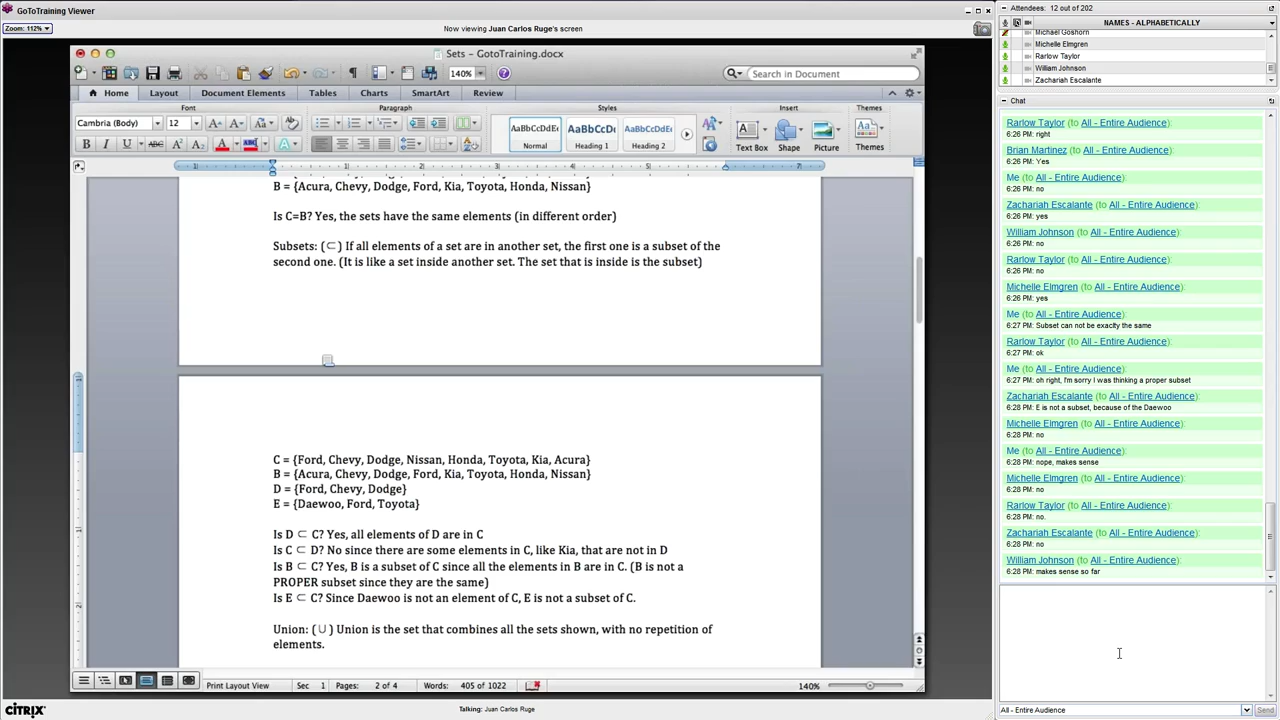 GoToTraining Viewer
Zoom: 112%
Now viewing Juan Carlos Ruge's screen
Sets – GototTraining.docx
140%
Search in Document
Home Layout Document Elements Tables Charts SmartArt Review
Font Paragraph Styles Insert Themes
Cambria (Body) 12
AaBbCcDdEe AaBbCcDc AaBbCcDdEe
Normal Heading 1 Heading 2
Text Box Shape Picture Themes
B = {Acura, Chevy, Dodge, Ford, Kia, Toyota, Honda, Nissan}
Is C=B? Yes, the sets have the same elements (in different order)
Subsets: (⊂) If all elements of a set are in another set, the first one is a subset of the
second one. (It is like a set inside another set. The set that is inside is the subset)
C = {Ford, Chevy, Dodge, Nissan, Honda, Toyota, Kia, Acura}
B = {Acura, Chevy, Dodge, Ford, Kia, Toyota, Honda, Nissan}
D = {Ford, Chevy, Dodge}
E = {Daewoo, Ford, Toyota}
Is D ⊂ C? Yes, all elements of D are in C
Is C ⊂ D? No since there are some elements in C, like Kia, that are not in D
Is B ⊂ C? Yes, B is a subset of C since all the elements in B are in C. (B is not a
PROPER subset since they are the same)
Is E ⊂ C? Since Daewoo is not an element of C, E is not a subset of C.
Union: (∪) Union is the set that combines all the sets shown, with no repetition of
elements.
Print Layout View Sec 1 Pages: 2 of 4 Words: 405 of 1022 140%
CITRIX
Talking: Juan Carlos Ruge
Attendees: 12 out of 202
NAMES - ALPHABETICALLY
Michael Goshorn
Michelle Elmgren
Rarlow Taylor
William Johnson
Zachariah Escalante
Chat
Rarlow Taylor (to All - Entire Audience):
6:26 PM: right
Brian Martinez (to All - Entire Audience):
6:26 PM: Yes
Me (to All - Entire Audience):
6:26 PM: no
Zachariah Escalante (to All - Entire Audience):
6:26 PM: yes
William Johnson (to All - Entire Audience):
6:26 PM: no
Rarlow Taylor (to All - Entire Audience):
6:26 PM: no
Michelle Elmgren (to All - Entire Audience):
6:26 PM: yes
Me (to All - Entire Audience):
6:27 PM: Subset can not be exaclty the same
Rarlow Taylor (to All - Entire Audience):
6:27 PM: ok
Me (to All - Entire Audience):
6:27 PM: oh right, I'm sorry I was thinking a proper subset
Zachariah Escalante (to All - Entire Audience):
6:28 PM: E is not a subset, because of the Daewoo
Michelle Elmgren (to All - Entire Audience):
6:28 PM: no
Me (to All - Entire Audience):
6:28 PM: nope, makes sense
Michelle Elmgren (to All - Entire Audience):
6:28 PM: no
Rarlow Taylor (to All - Entire Audience):
6:28 PM: no.
Zachariah Escalante (to All - Entire Audience):
6:28 PM: no
William Johnson (to All - Entire Audience):
6:28 PM: makes sense so far
All - Entire Audience
Send